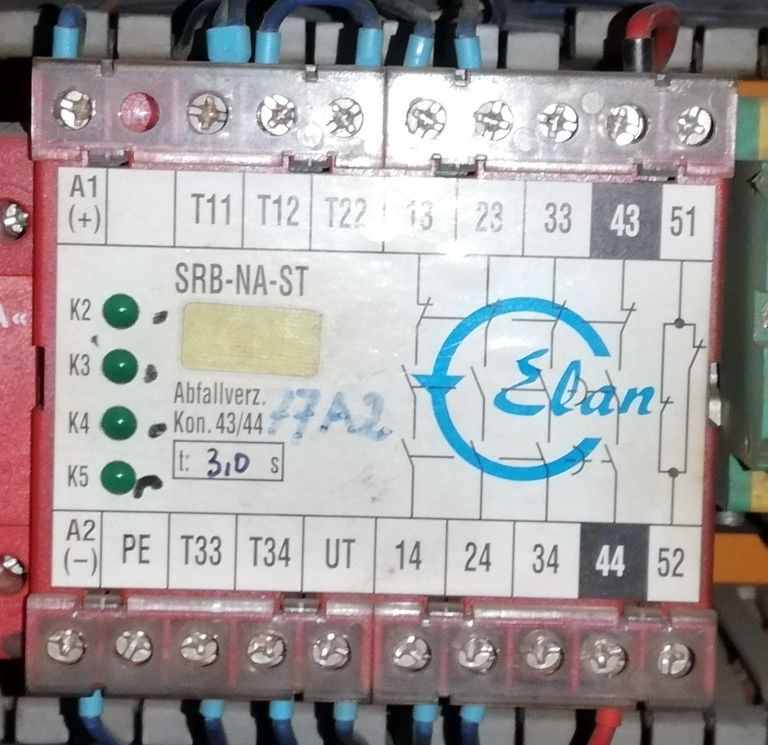 A1 T11 T12 T22 13 23 33 43 51
(+)
SRB-NA-ST
K2
K3
K4
K5
Abfallverz.
Kon. 43/44
t: 3,0 s
Elan
A2 PE T33 T34 UT 14 24 34 44 52
(−)